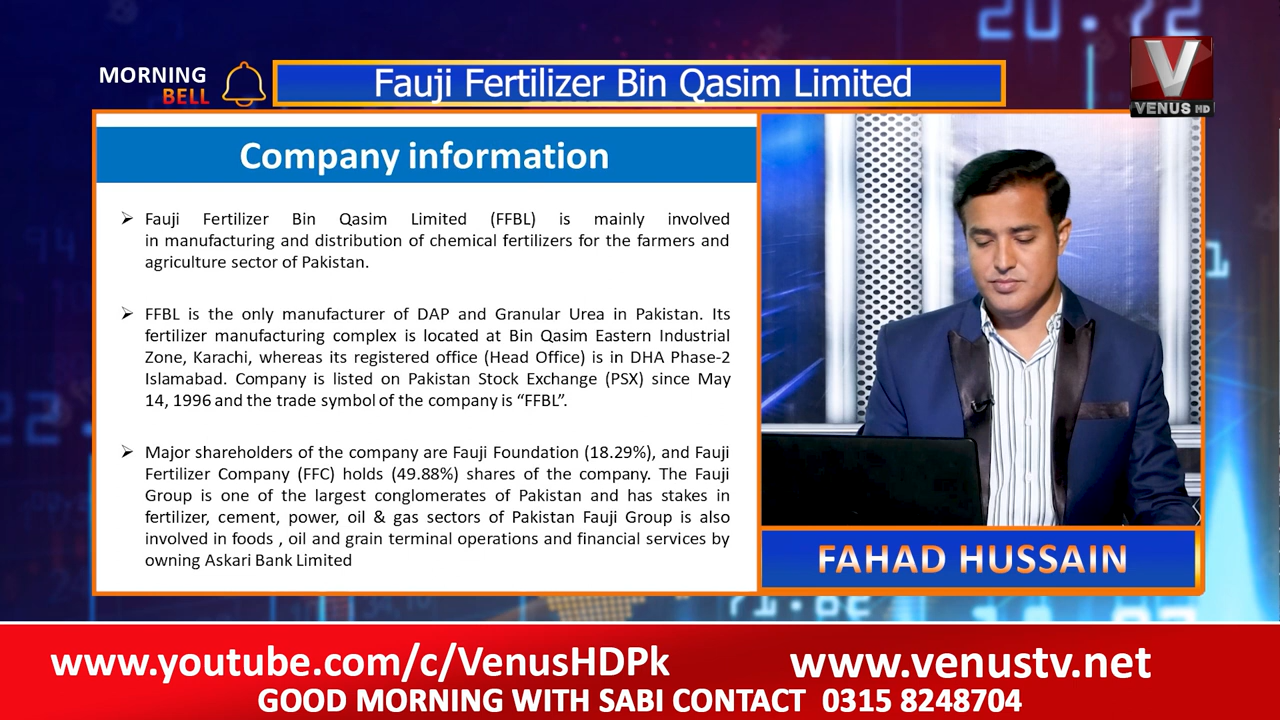 20.72
MORNING
BELL
Fauji Fertilizer Bin Qasim Limited
VENUS HD
Company information
Fauji Fertilizer Bin Qasim Limited (FFBL) is mainly involved
in manufacturing and distribution of chemical fertilizers for the farmers and
agriculture sector of Pakistan.
FFBL is the only manufacturer of DAP and Granular Urea in Pakistan. Its
fertilizer manufacturing complex is located at Bin Qasim Eastern Industrial
Zone, Karachi, whereas its registered office (Head Office) is in DHA Phase-2
Islamabad. Company is listed on Pakistan Stock Exchange (PSX) since May
14, 1996 and the trade symbol of the company is “FFBL”.
Major shareholders of the company are Fauji Foundation (18.29%), and Fauji
Fertilizer Company (FFC) holds (49.88%) shares of the company. The Fauji
Group is one of the largest conglomerates of Pakistan and has stakes in
fertilizer, cement, power, oil & gas sectors of Pakistan Fauji Group is also
involved in foods , oil and grain terminal operations and financial services by
owning Askari Bank Limited
FAHAD HUSSAIN
www.youtube.com/c/VenusHDPk
www.venustv.net
GOOD MORNING WITH SABI CONTACT 0315 8248704